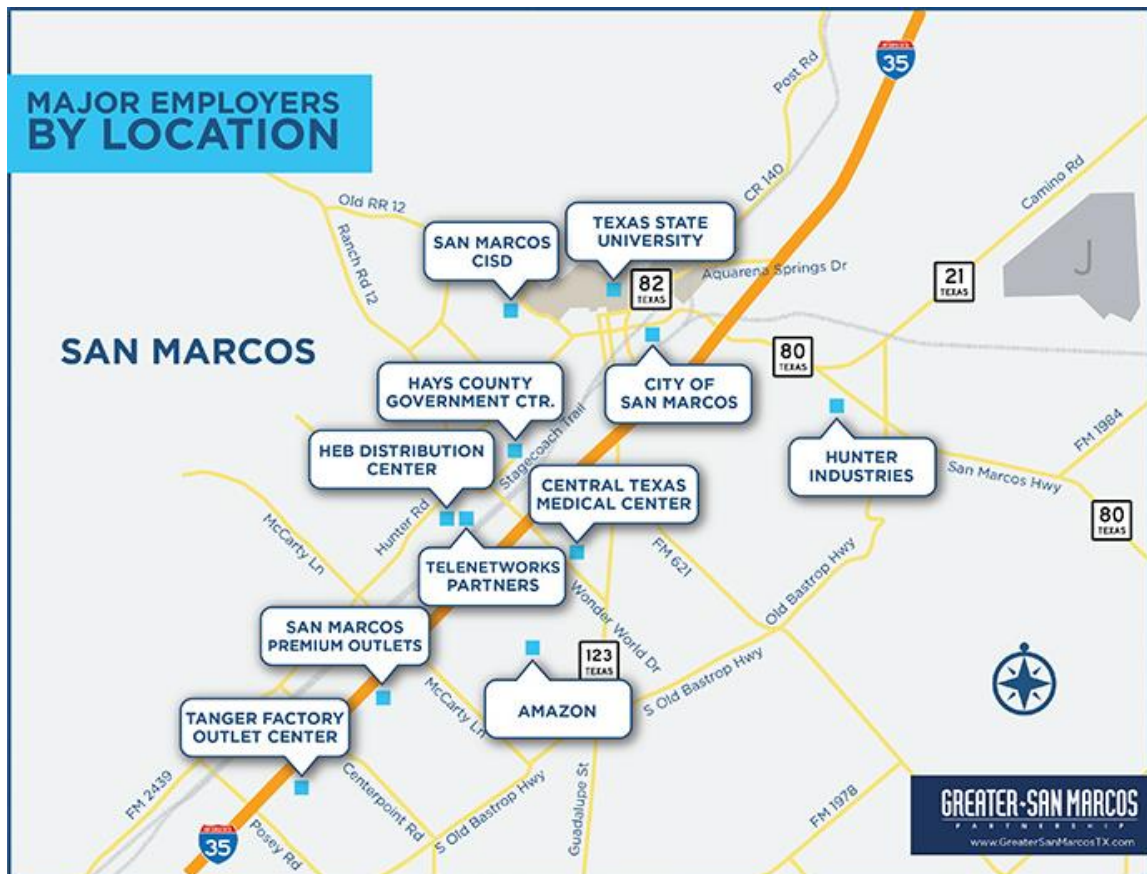 MAJOR EMPLOYERS
BY LOCATION
35
Post Rd
CR 140
Camino Rd
Old RR 12
Ranch Rd 12
TEXAS STATE
UNIVERSITY
SAN MARCOS
CISD
Aquarena Springs Dr
82
TEXAS
21
TEXAS
J
SAN MARCOS
80
TEXAS
HAYS COUNTY
GOVERNMENT CTR.
CITY OF
SAN MARCOS
HEB DISTRIBUTION
CENTER
Stagecoach Trail
HUNTER
INDUSTRIES
FM 1984
San Marcos Hwy
CENTRAL TEXAS
MEDICAL CENTER
80
TEXAS
Hunter Rd
McCarty Ln
TELENETWORKS
PARTNERS
FM 621
Old Bastrop Hwy
Wonder World Dr
SAN MARCOS
PREMIUM OUTLETS
123
TEXAS
S Old Bastrop Hwy
McCarty Ln
AMAZON
TANGER FACTORY
OUTLET CENTER
FM 2439
Centerpoint Rd
S Old Bastrop Hwy
Guadalupe St
FM 1978
Posey Rd
35
GREATER SAN MARCOS
PARTNERSHIP
www.GreaterSanMarcosTX.com